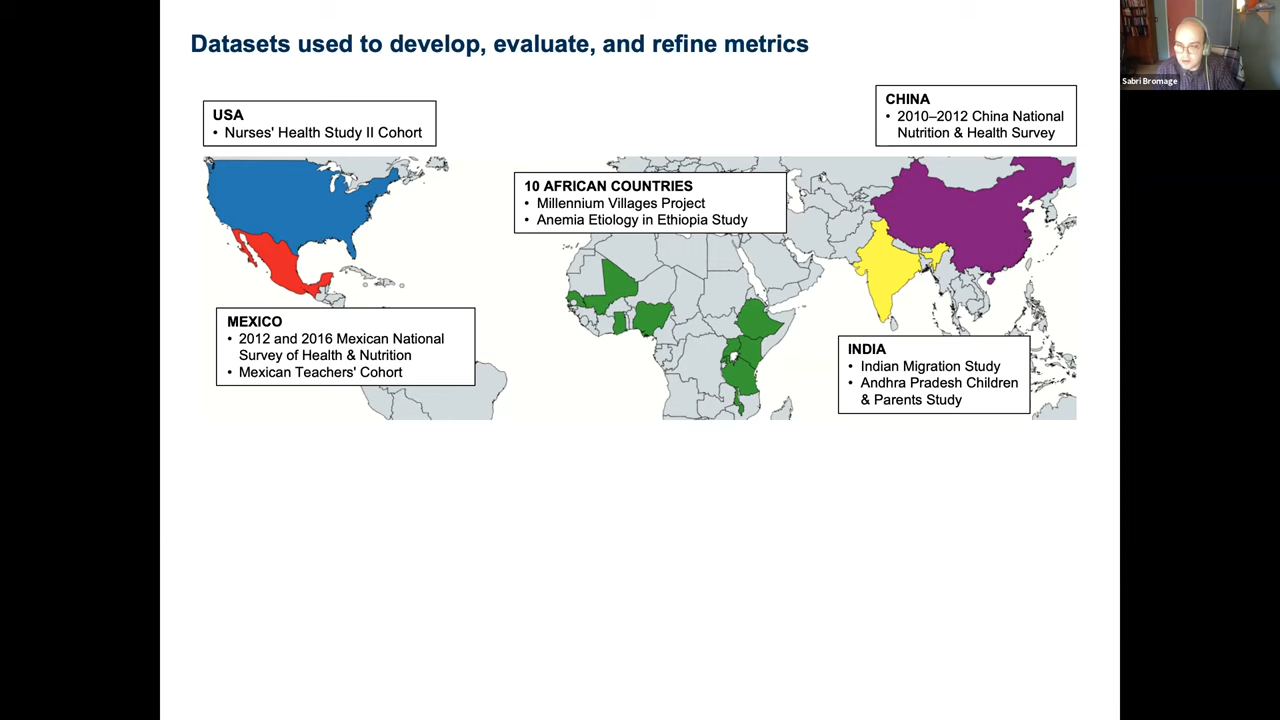 Datasets used to develop, evaluate, and refine metrics
Sabri Bromage
USA
• Nurses' Health Study II Cohort
CHINA
• 2010–2012 China National
Nutrition & Health Survey
10 AFRICAN COUNTRIES
• Millennium Villages Project
• Anemia Etiology in Ethiopia Study
MEXICO
• 2012 and 2016 Mexican National
Survey of Health & Nutrition
• Mexican Teachers' Cohort
INDIA
• Indian Migration Study
• Andhra Pradesh Children
& Parents Study